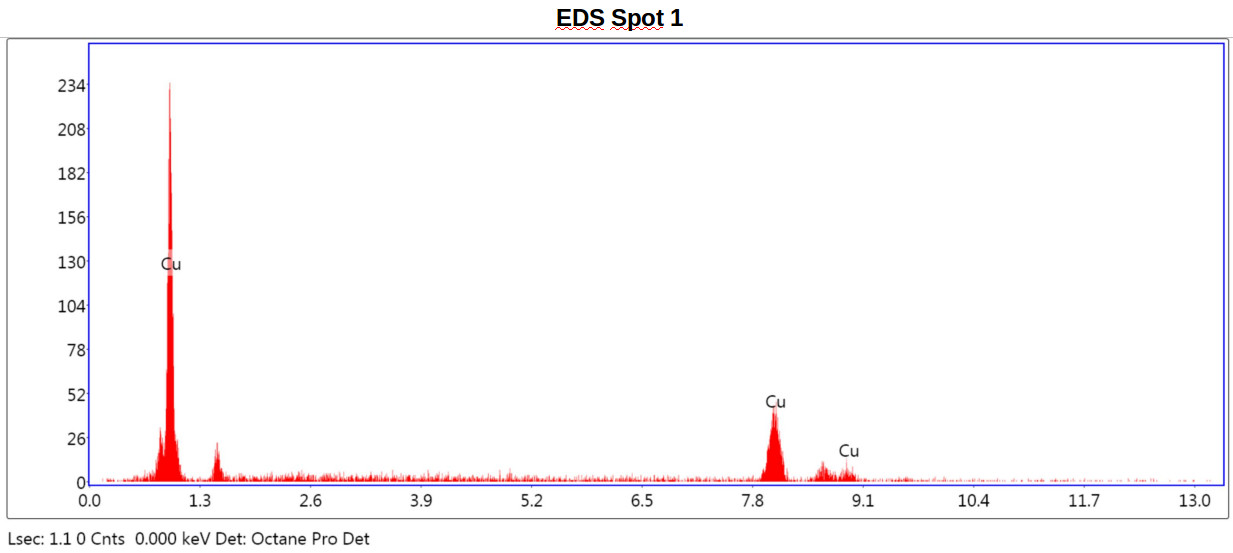 EDS Spot 1
234
208
182
156
130
104
78
52
26
0
Cu
Cu
Cu
0.0 1.3 2.6 3.9 5.2 6.5 7.8 9.1 10.4 11.7 13.0
Lsec: 1.1 0 Cnts 0.000 keV Det: Octane Pro Det